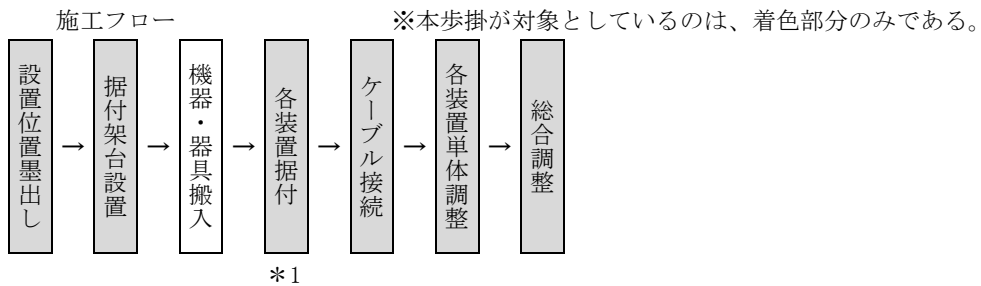 施工フロー ※本歩掛が対象としているのは、着色部分のみである。
設置位置墨出し
→
据付架台設置
→
機器・器具搬入
→
各装置据付
→
ケーブル接続
→
各装置単体調整
→
総合調整
＊1